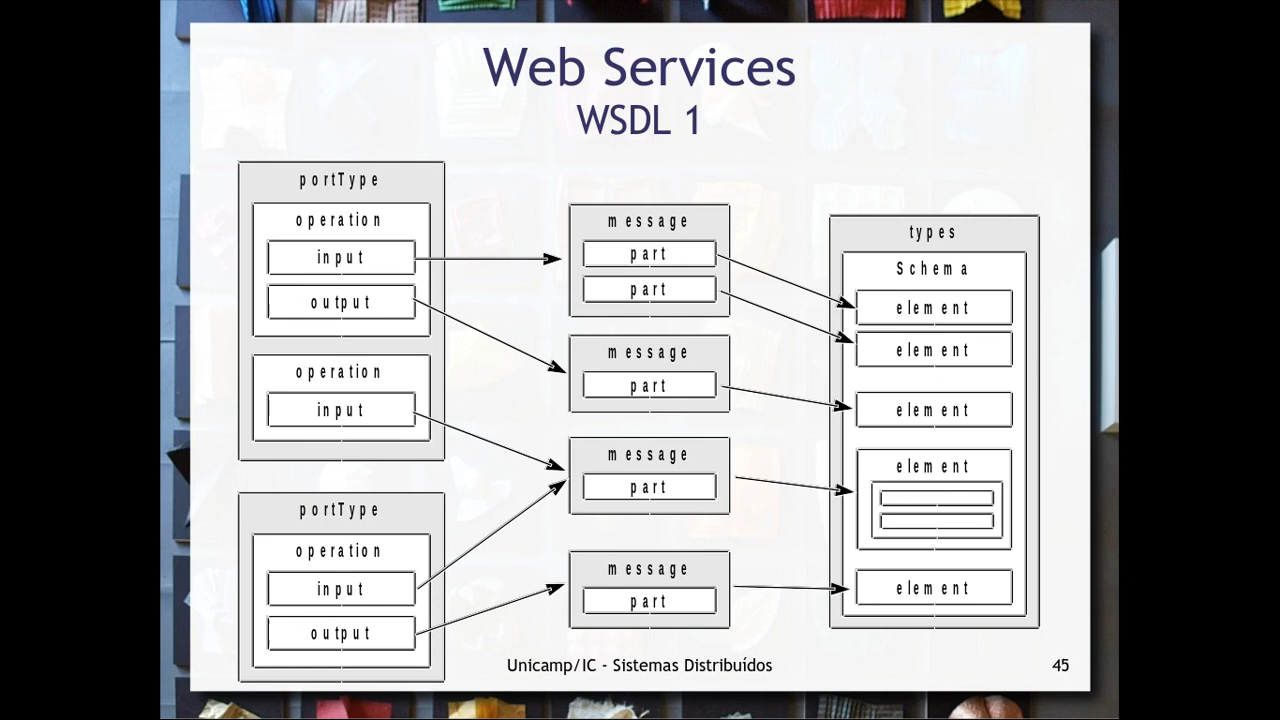 Web Services
WSDL 1
portType
operation
input
output
operation
input
portType
operation
input
output
message
part
part
message
part
message
part
message
part
types
Schema
element
element
element
element
element
Unicamp/IC - Sistemas Distribuídos
45